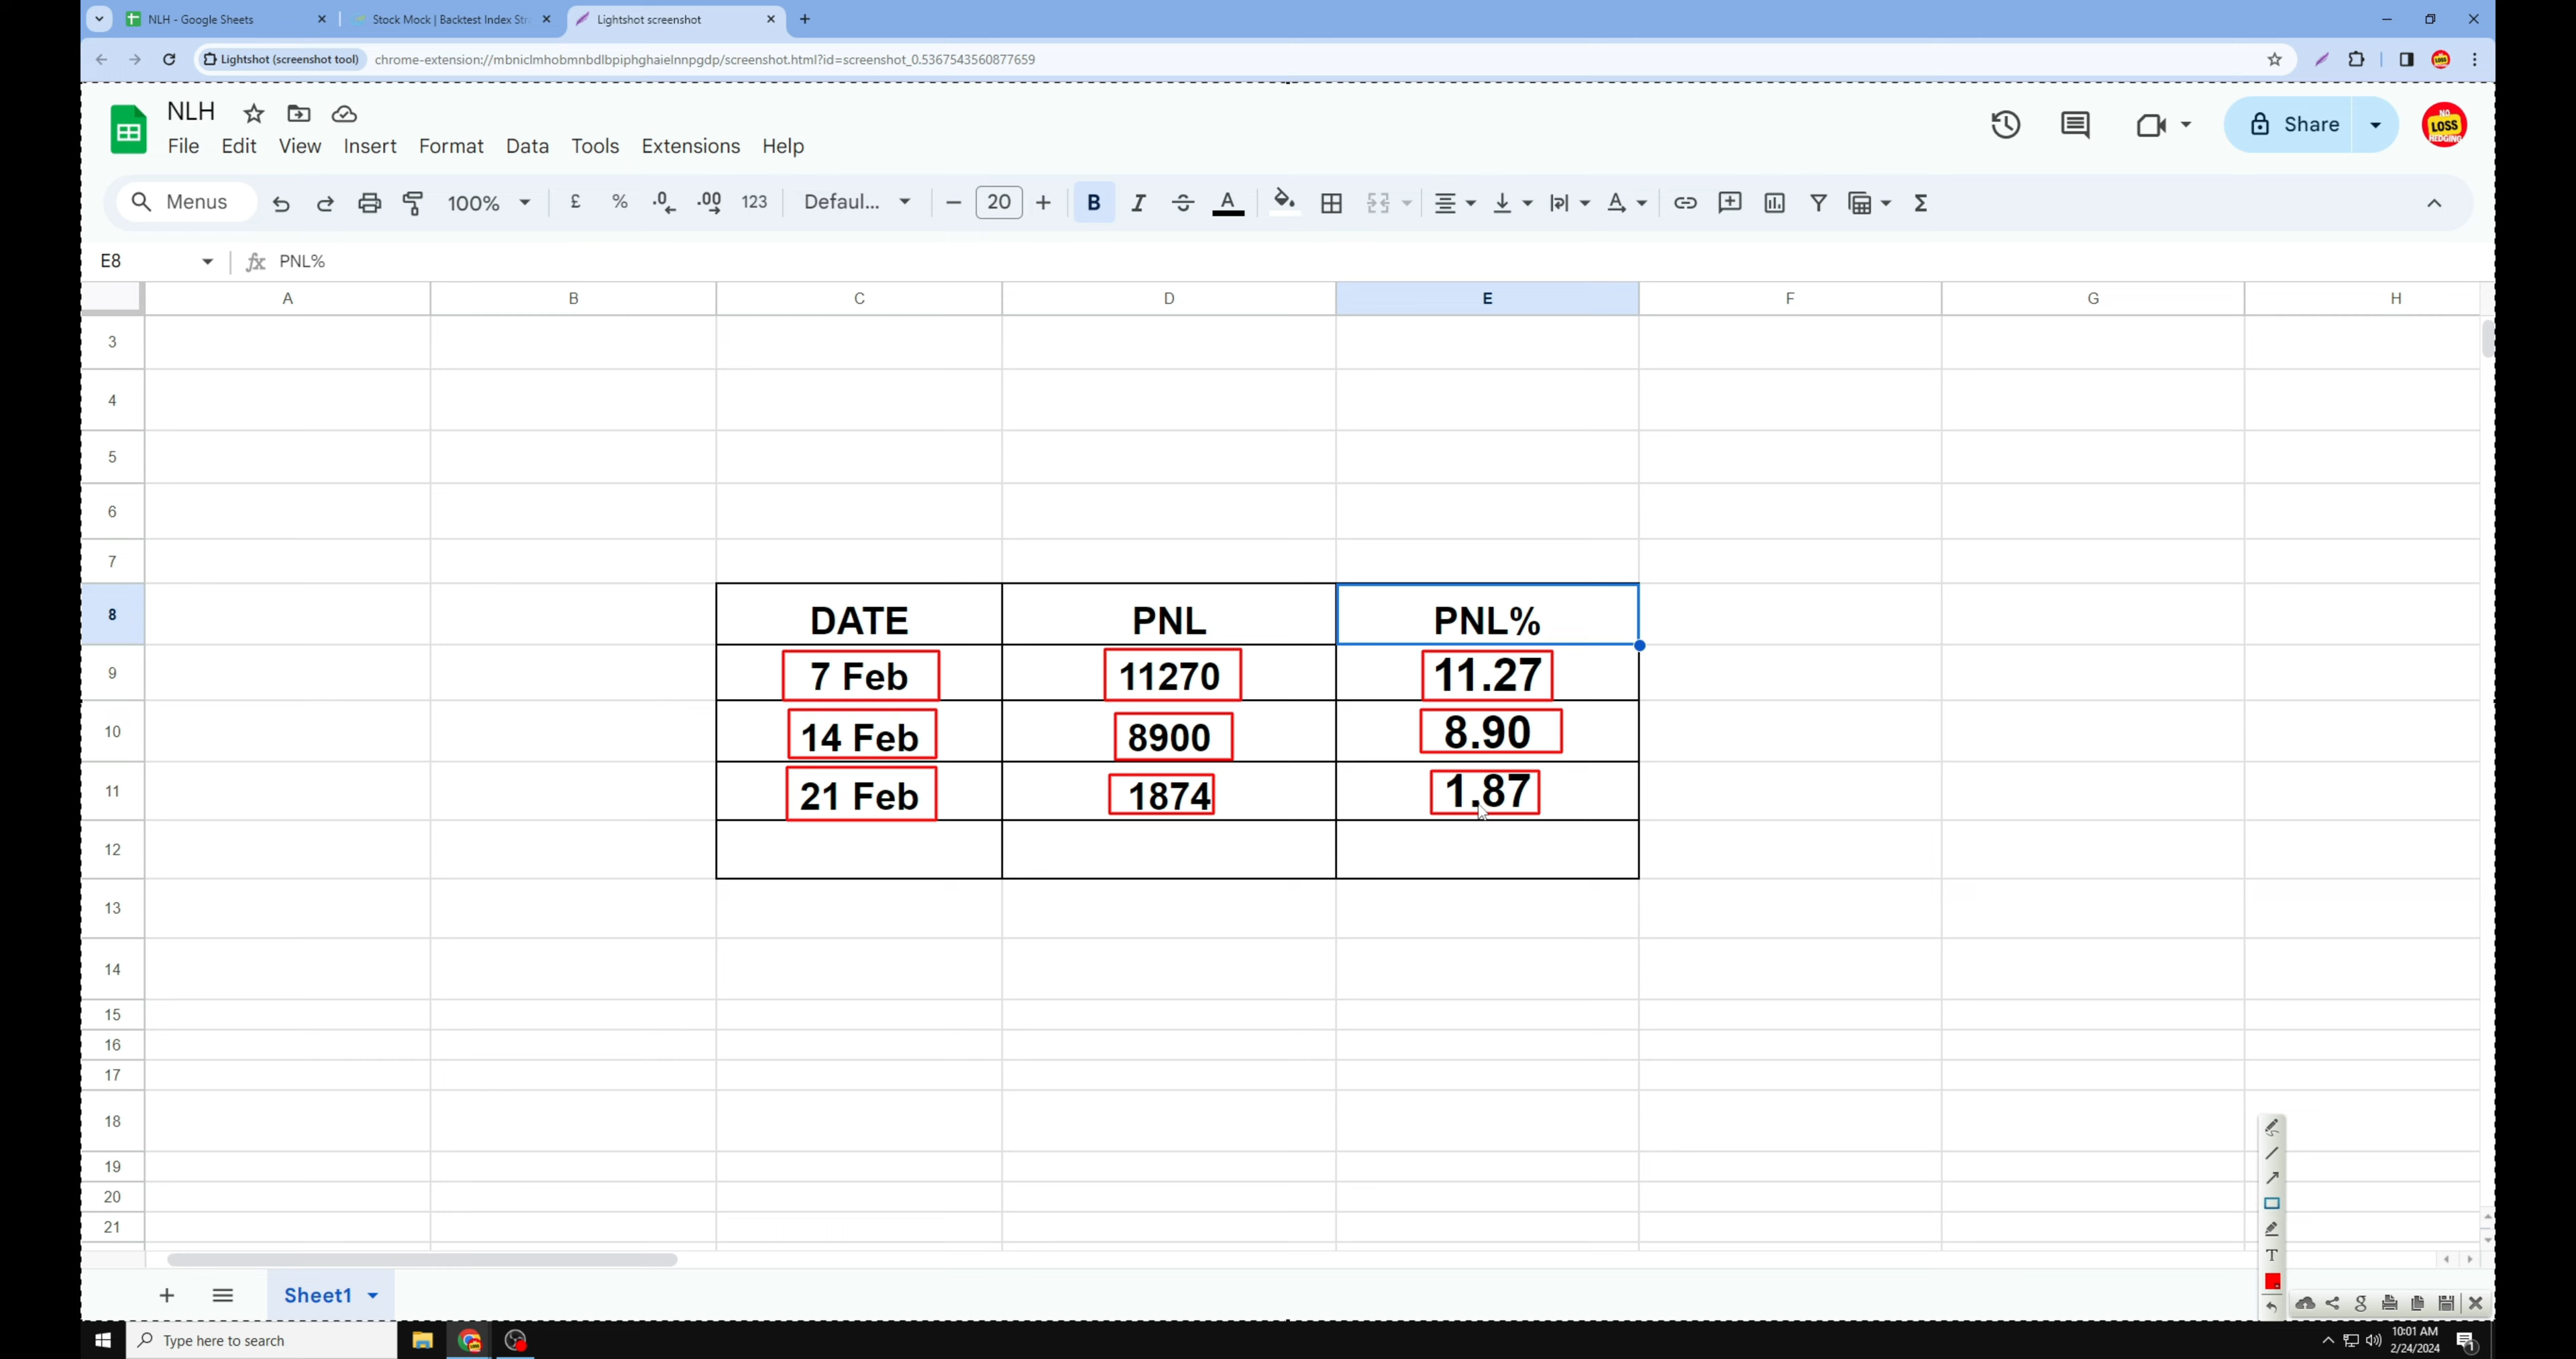 NLH - Google Sheets
Stock Mock | Backtest Index Str
Lightshot screenshot
Lightshot (screenshot tool) chrome-extension://mbniclmhobmnbdlbpiphghaielnnpgdp/screenshot.html?id=screenshot_0.5367543560877659
NLH
File Edit View Insert Format Data Tools Extensions Help
Share
NO LOSS HEDGING
Menus 100% £ % .0 .00 123 Defaul... 20 B I A
E8 fx PNL%
A B C D E F G H
3
4
5
6
7
8 DATE PNL PNL%
9 7 Feb 11270 11.27
10 14 Feb 8900 8.90
11 21 Feb 1874 1.87
12
13
14
15
16
17
18
19
20
21
Sheet1
Type here to search
10:01 AM
2/24/2024